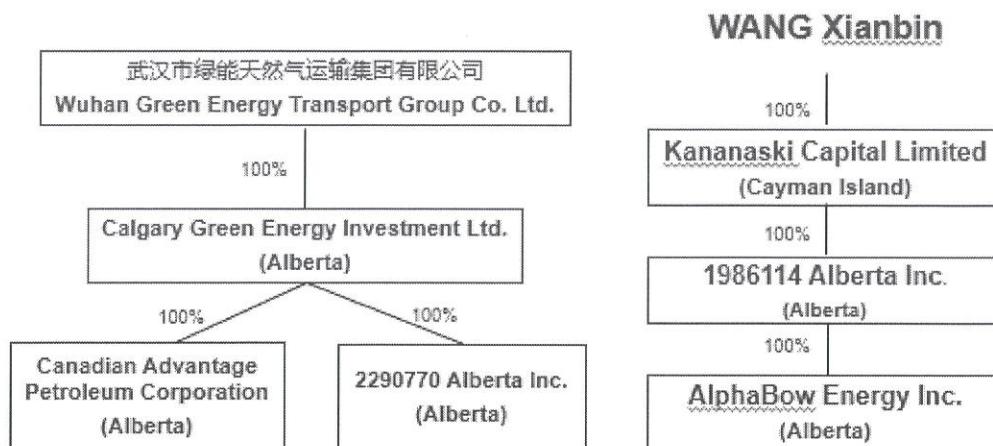 武汉市绿能天然气运输集团有限公司
Wuhan Green Energy Transport Group Co. Ltd.
100%
Calgary Green Energy Investment Ltd.
(Alberta)
100%
100%
Canadian Advantage
Petroleum Corporation
(Alberta)
2290770 Alberta Inc.
(Alberta)
WANG Xianbin
100%
Kananaski Capital Limited
(Cayman Island)
100%
1986114 Alberta Inc.
(Alberta)
100%
AlphaBow Energy Inc.
(Alberta)